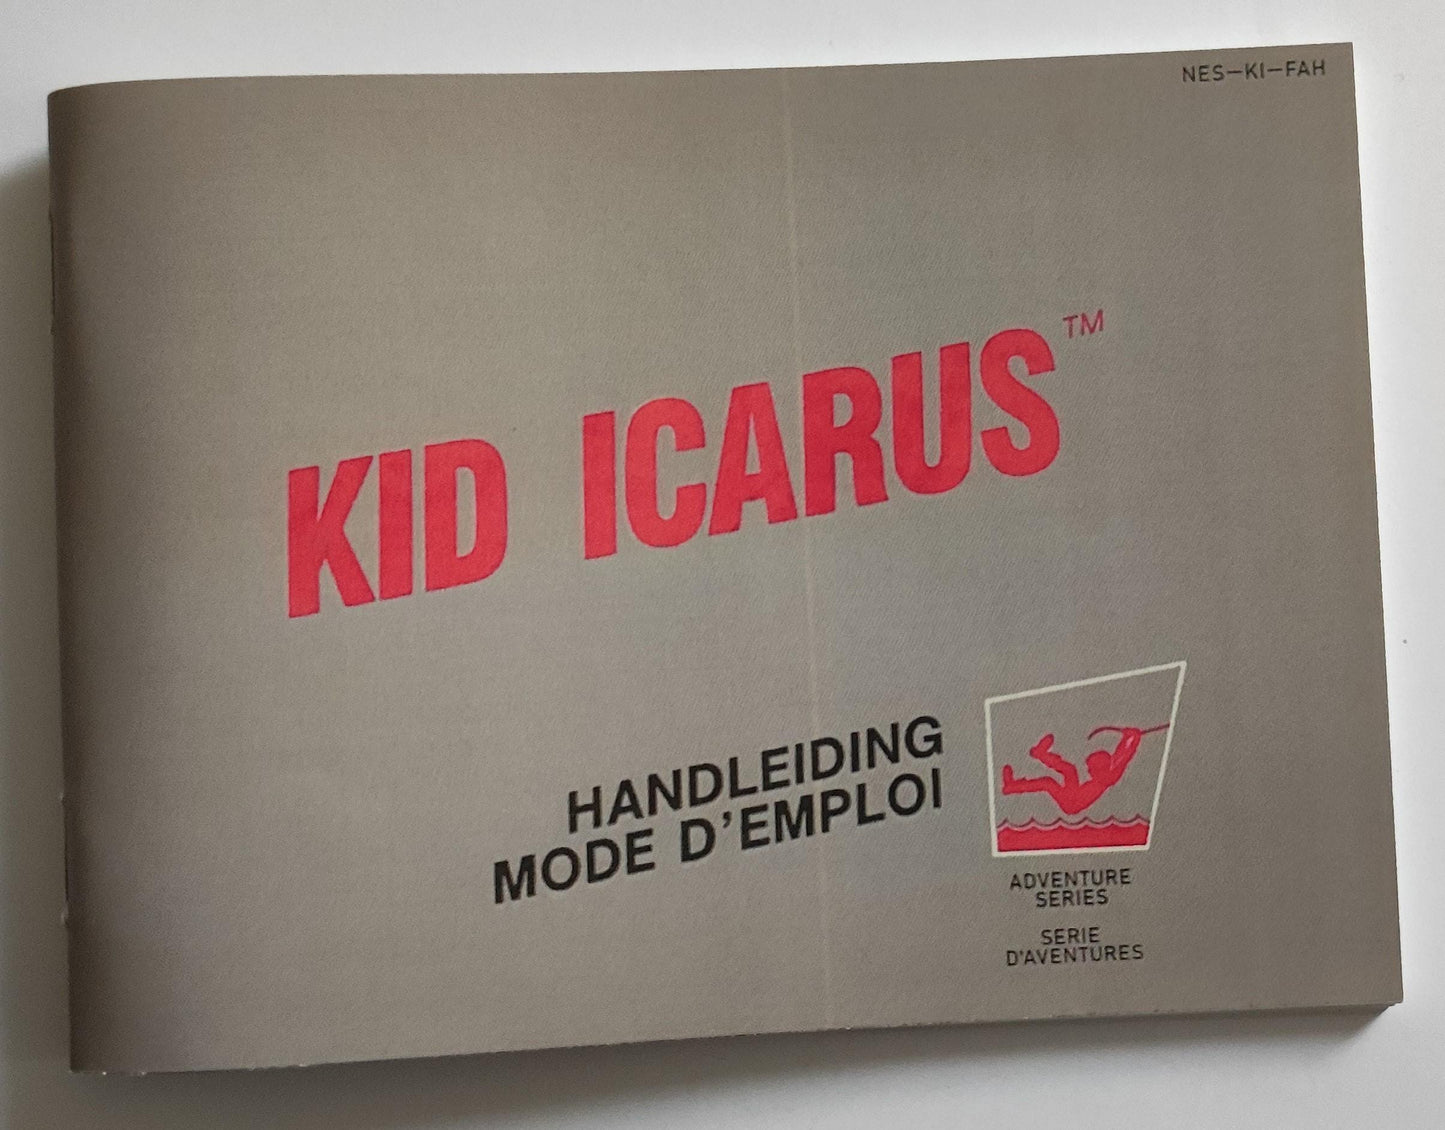 NES-KI-FAH
KID ICARUS™
HANDLEIDING
MODE D'EMPLOI
ADVENTURE
SERIES
SERIE
D'AVENTURES